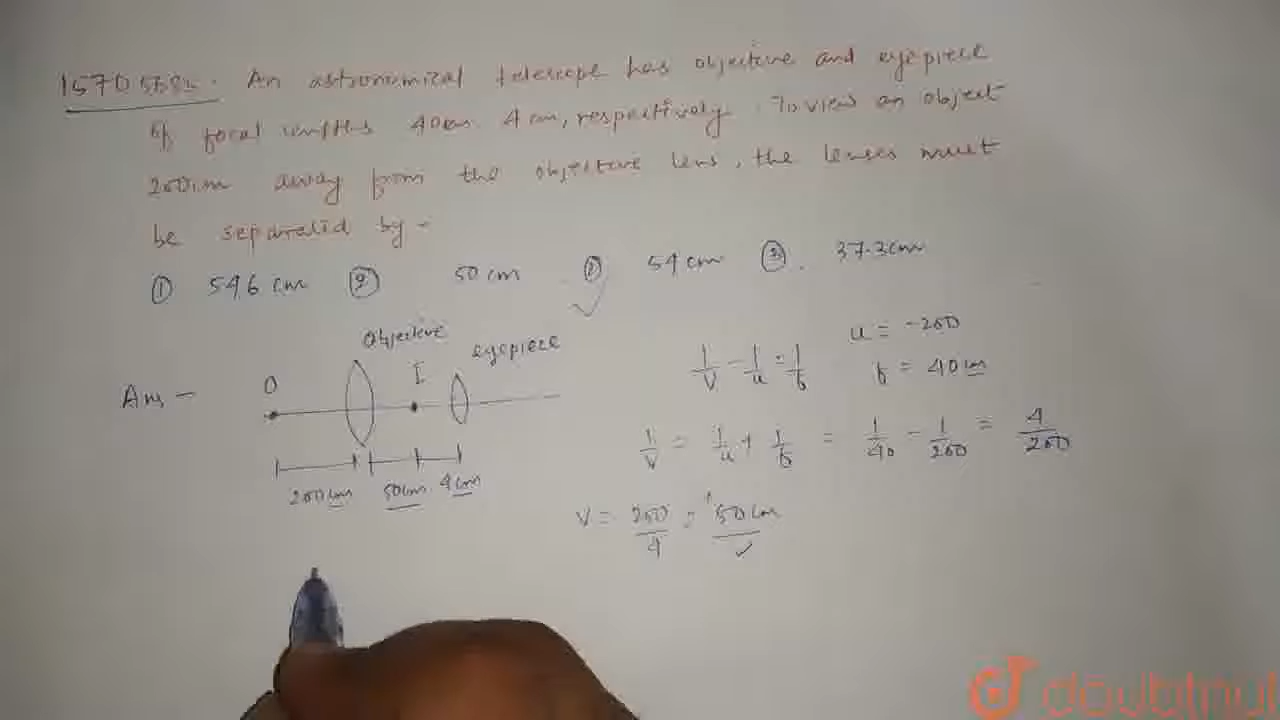 An astronomical telescope has objective and eyepiece
of focal lengths 40cm 4cm, respectively. To view an object
200cm away from the objective lens, the lenses must
be separated by -
① 54.6 cm ② 50 cm 54 cm ③ 37.3cm
Objective
eyepiece
Ans - O I
200cm 50cm 4cm
1/v - 1/u = 1/f u = -200
f = 40cm
1/v = 1/u + 1/f = 1/40 - 1/200 = 4/200
v = 200/4 = +50cm
doubtnut